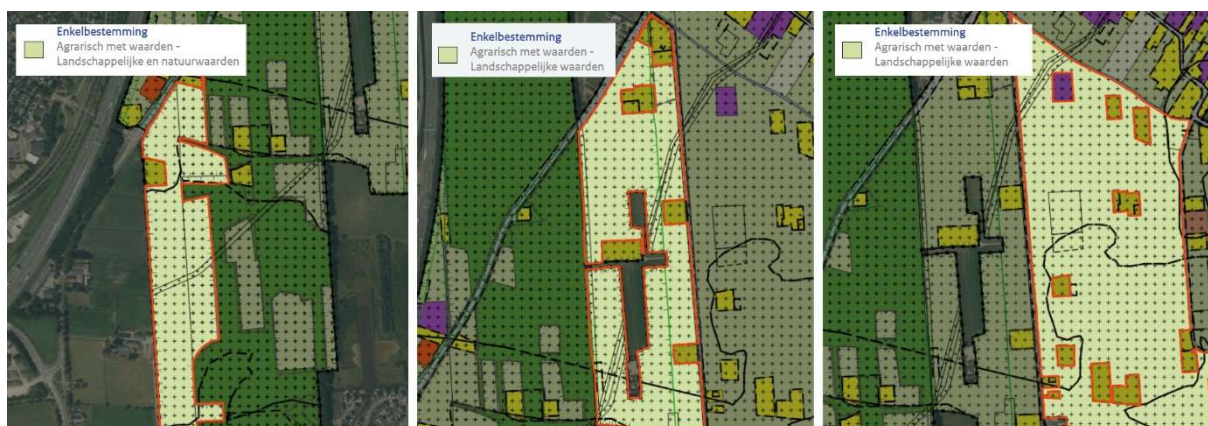 Enkelbestemming
Agrarisch met waarden -
Landschappelijke en natuurwaarden
Enkelbestemming
Agrarisch met waarden -
Landschappelijke waarden
Enkelbestemming
Agrarisch met waarden -
Landschappelijke waarden